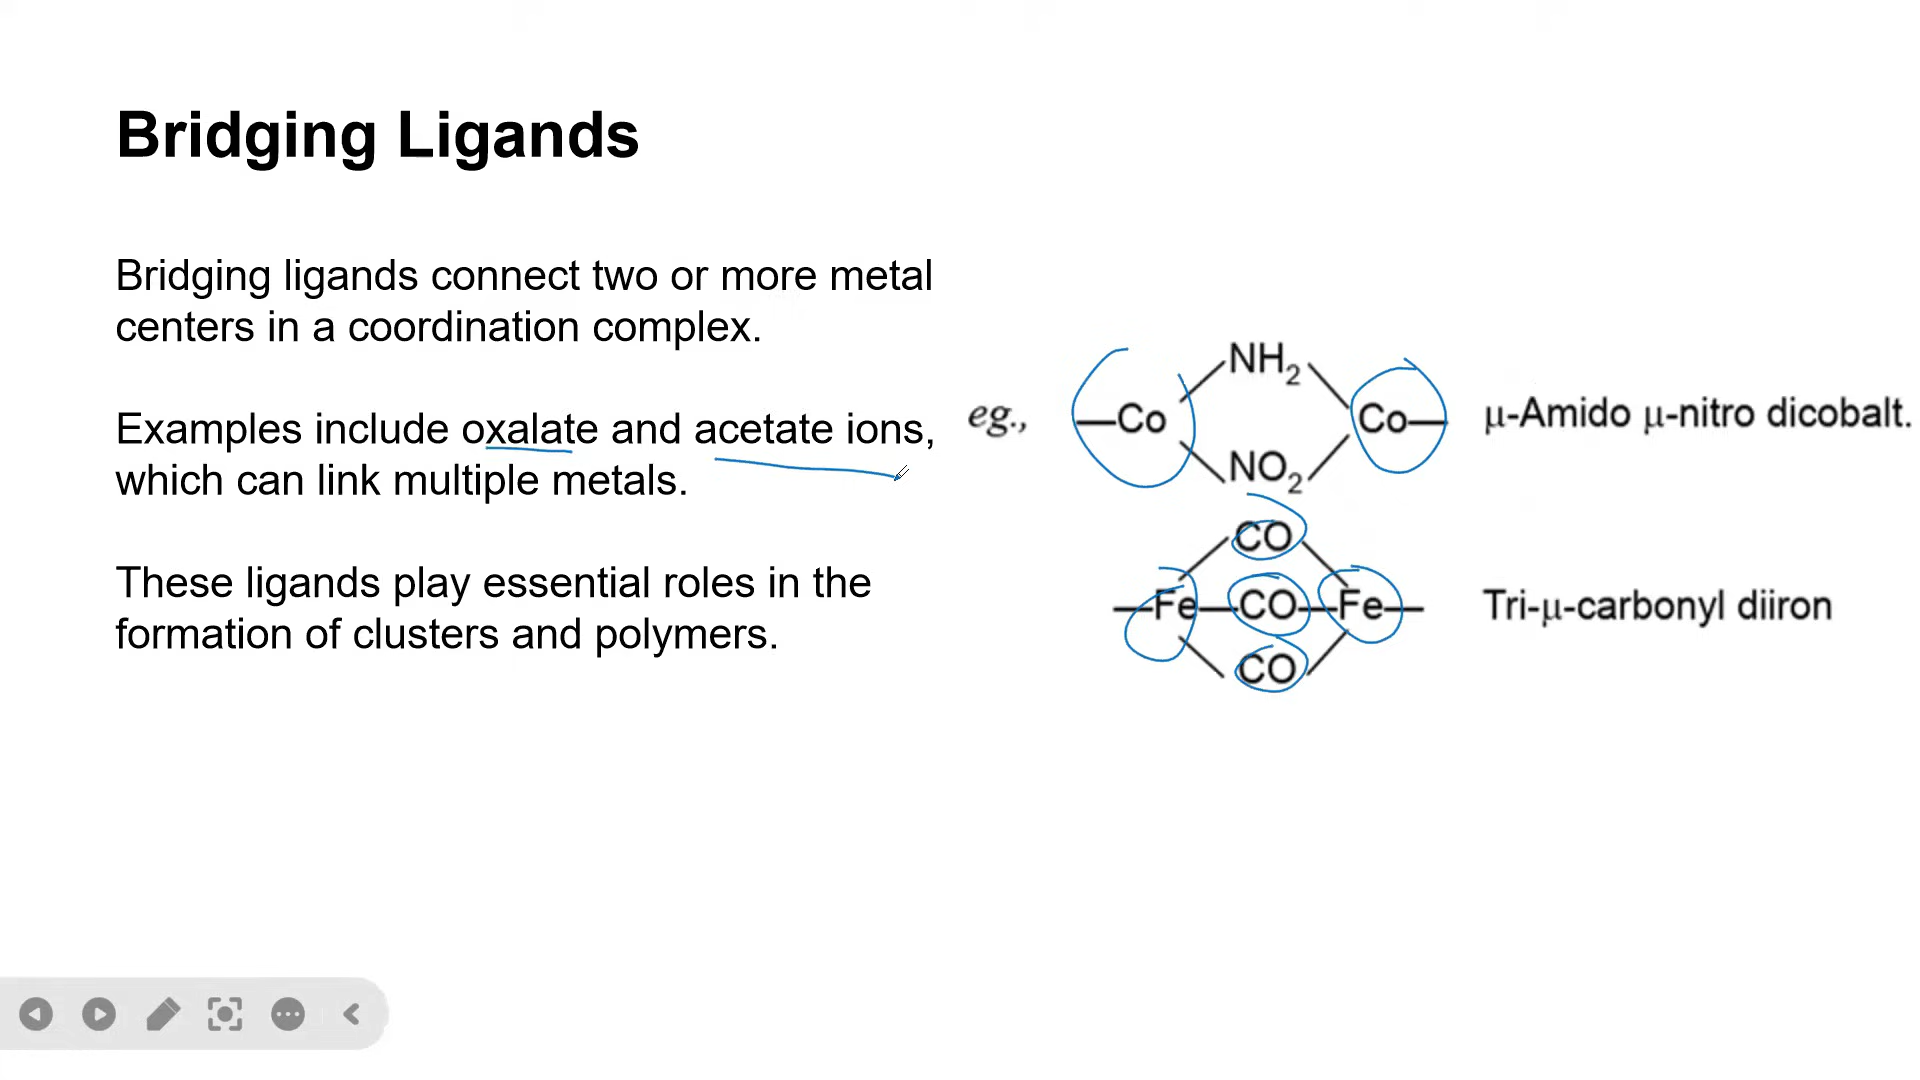 Bridging Ligands
Bridging ligands connect two or more metal
centers in a coordination complex.
Examples include oxalate and acetate ions,
which can link multiple metals.
These ligands play essential roles in the
formation of clusters and polymers.
NH₂
eg., —Co Co— μ-Amido μ-nitro dicobalt.
NO₂
CO
—Fe—CO—Fe— Tri-μ-carbonyl diiron
CO